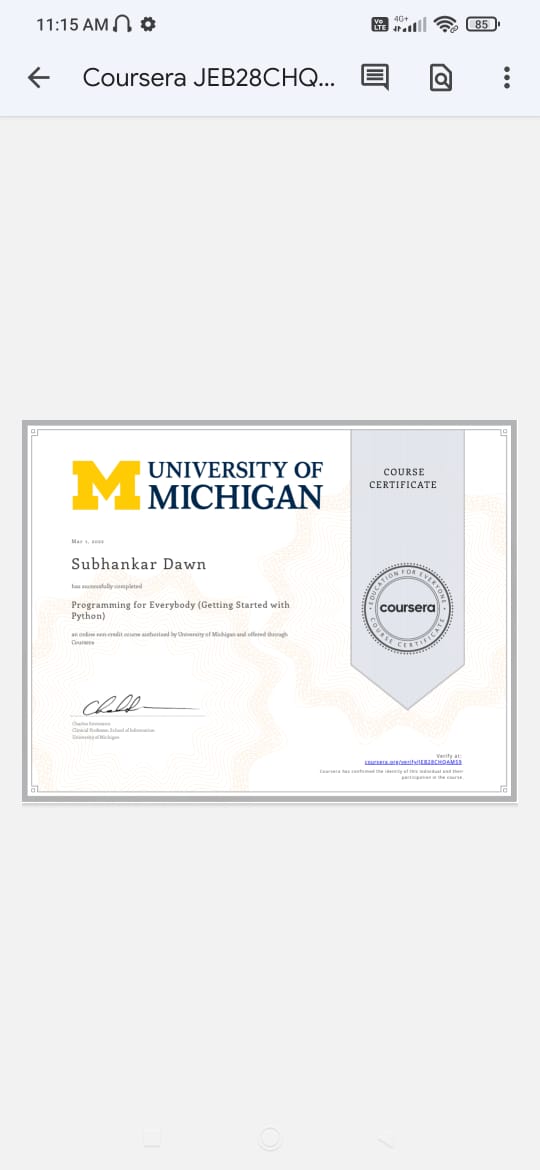 11:15 AM
Vo LTE 4G+ 85
Coursera JEB28CHQ...
UNIVERSITY OF
MICHIGAN
COURSE
CERTIFICATE
Mar 1, 2022
Subhankar Dawn
has successfully completed
Programming for Everybody (Getting Started with
Python)
an online non-credit course authorized by University of Michigan and offered through
Coursera
EDUCATION FOR EVERYONE
coursera
COURSE CERTIFICATE
Charles Severance
Clinical Professor, School of Information
University of Michigan
Verify at:
coursera.org/verify/JEB28CHQAMS9
Coursera has confirmed the identity of this individual and their
participation in the course.